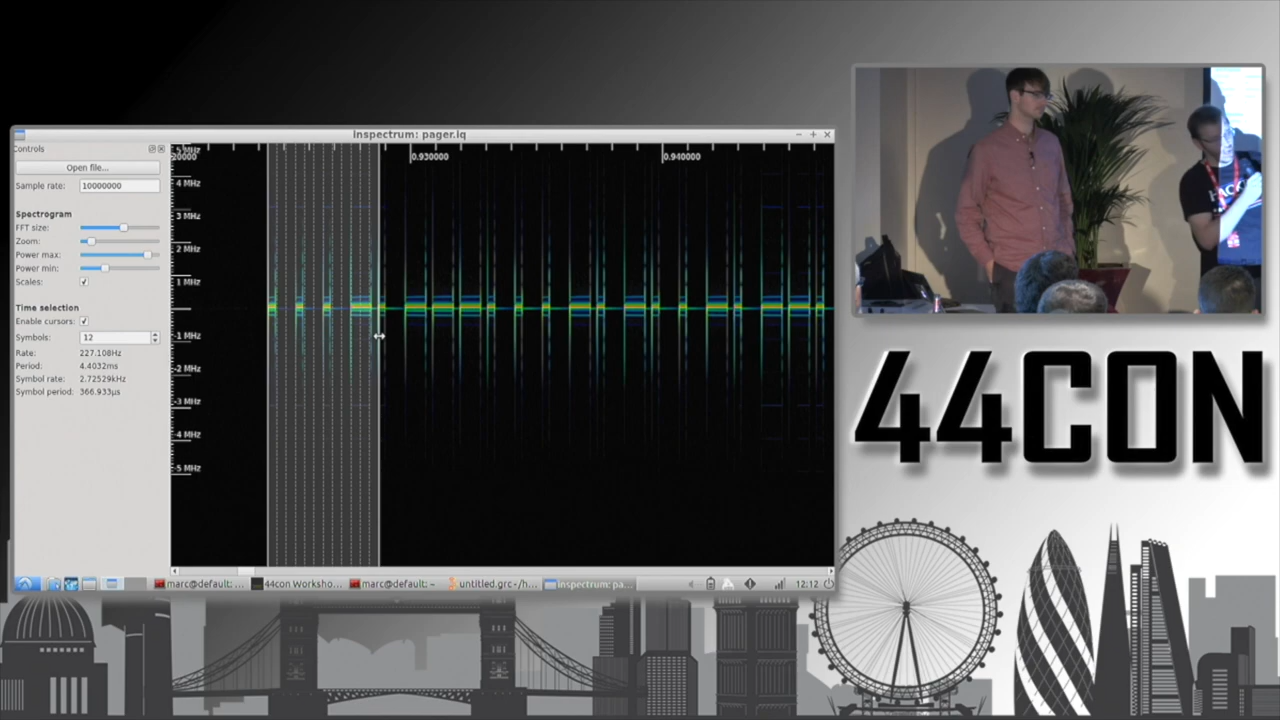 inspectrum: pager.iq
Controls
Open file...
Sample rate: 10000000
Spectrogram
FFT size:
Zoom:
Power max:
Power min:
Scales:
Time selection
Enable cursors:
Symbols: 12
Rate: 227.108Hz
Period: 4.4032ms
Symbol rate: 2.72529kHz
Symbol period: 366.933µs
5 MHz
20000 0.930000 0.940000
4 MHz
3 MHz
2 MHz
1 MHz
-1 MHz
-2 MHz
-3 MHz
-4 MHz
-5 MHz
marc@default: ... 44con Worksho... marc@default: ~ untitled.grc - /h... inspectrum: pa... 12:12
44CON